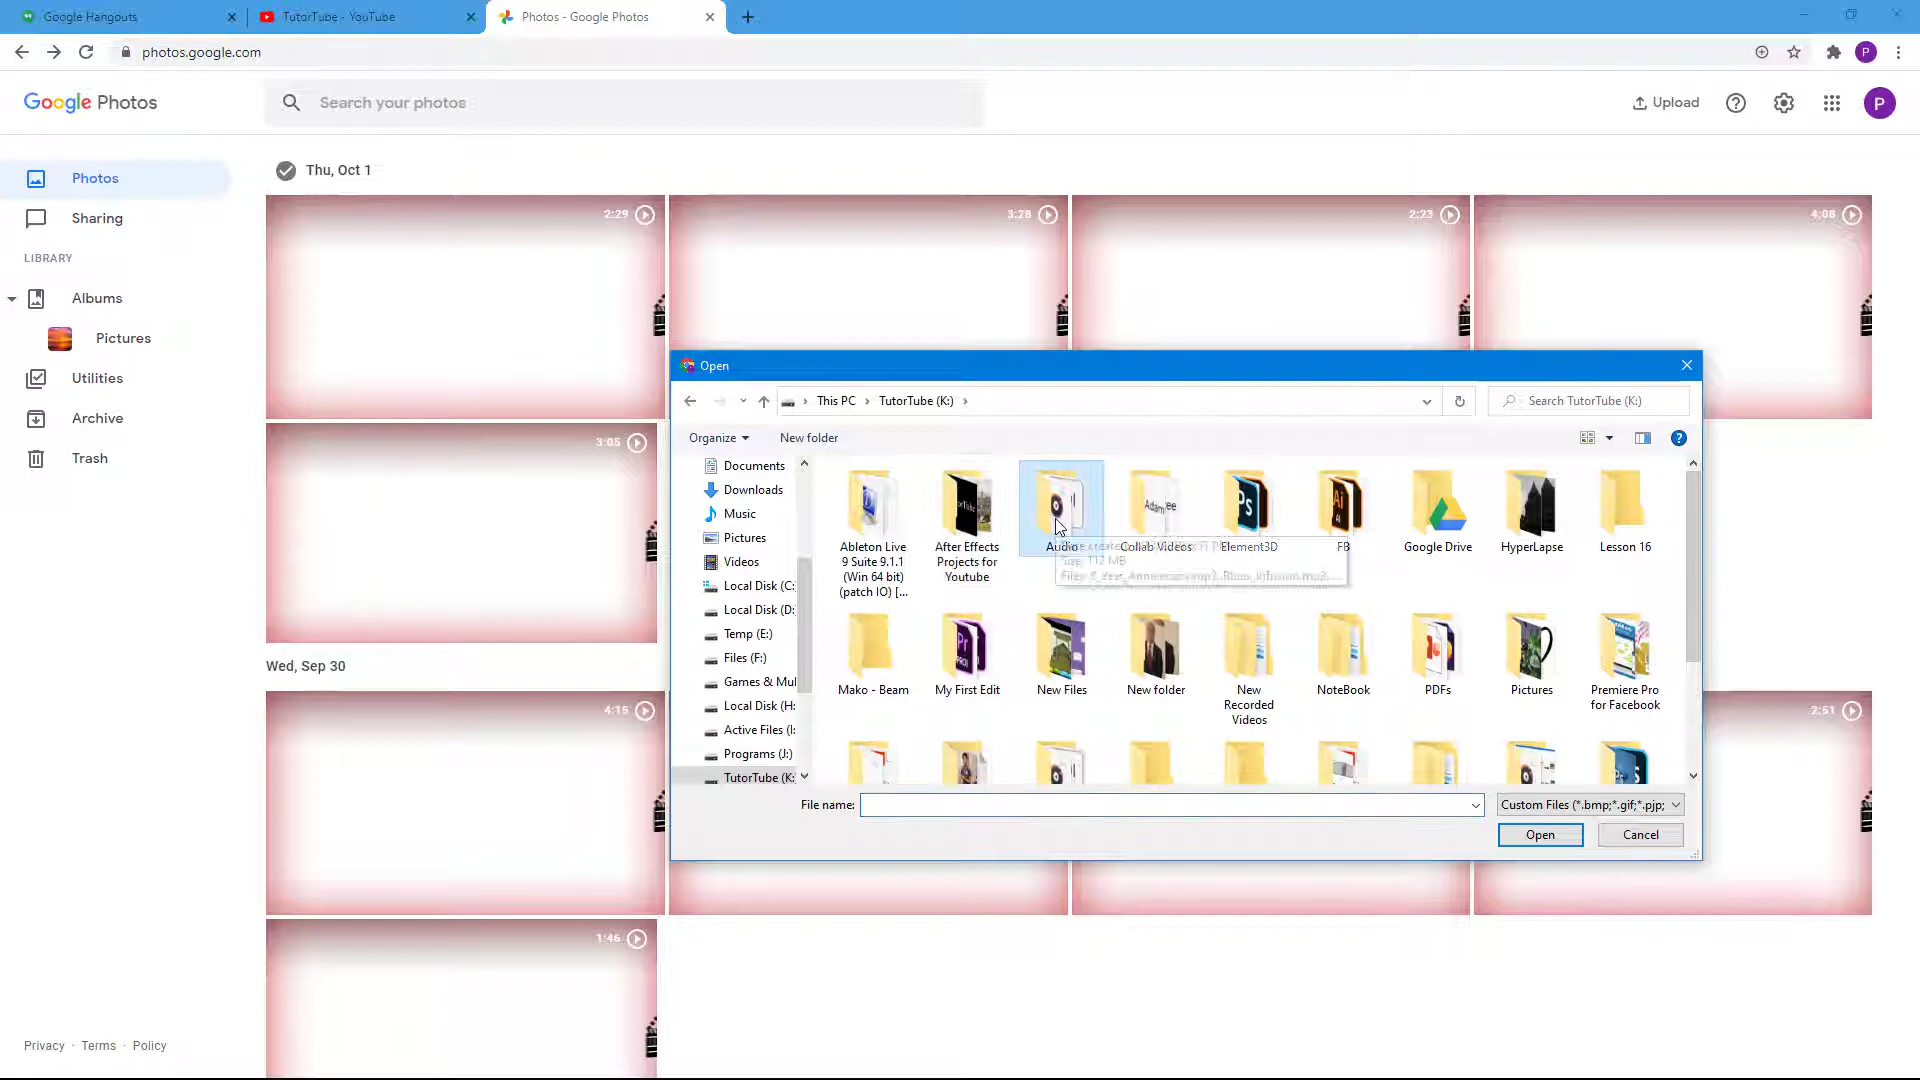 Google Hangouts
TutorTube - YouTube
Photos - Google Photos
photos.google.com
P
Google Photos
Search your photos
Upload
P
Photos
Sharing
LIBRARY
Albums
Pictures
Utilities
Archive
Trash
Thu, Oct 1
2:29
3:28
2:23
4:08
3:05
Wed, Sep 30
4:15
2:51
1:46
Open
This PC
TutorTube (K:)
Search TutorTube (K:)
Organize
New folder
Documents
Downloads
Music
Pictures
Videos
Local Disk (C:
Local Disk (D:
Temp (E:)
Files (F:)
Games & Mul
Local Disk (H:
Active Files (I:
Programs (J:)
TutorTube (K:
Ableton Live
9 Suite 9.1.1
(Win 64 bit)
(patch IO) [...
After Effects
Projects for
Youtube
Audio
Collab Videos
Element3D
FB
Google Drive
HyperLapse
Lesson 16
Size: 112 MB
Mako - Beam
My First Edit
New Files
New folder
New
Recorded
Videos
NoteBook
PDFs
Pictures
Premiere Pro
for Facebook
File name:
Custom Files (*.bmp;*.gif;*.pjp;
Open
Cancel
Privacy · Terms · Policy